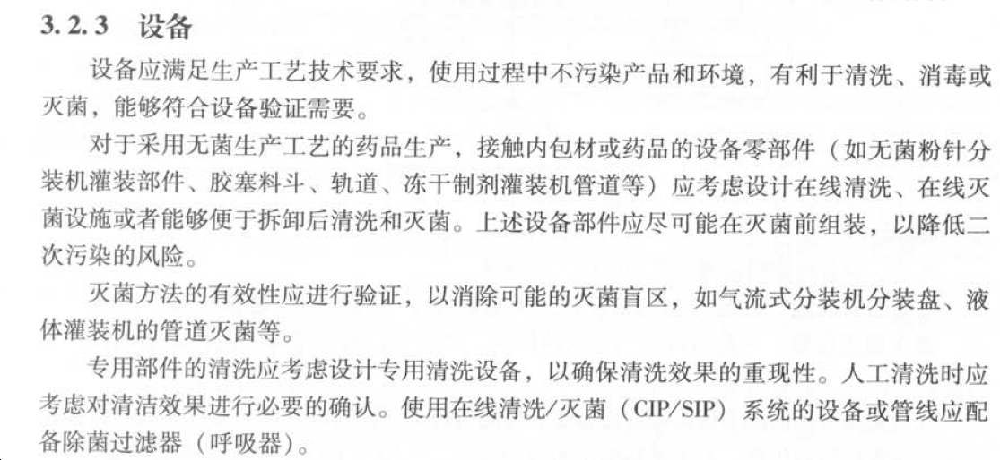 3.2.3 设备
设备应满足生产工艺技术要求，使用过程中不污染产品和环境，有利于清洗、消毒或
灭菌，能够符合设备验证需要。
对于采用无菌生产工艺的药品生产，接触内包材或药品的设备零部件（如无菌粉针分
装机灌装部件、胶塞料斗、轨道、冻干制剂灌装机管道等）应考虑设计在线清洗、在线灭
菌设施或者能够便于拆卸后清洗和灭菌。上述设备部件应尽可能在灭菌前组装，以降低二
次污染的风险。
灭菌方法的有效性应进行验证，以消除可能的灭菌盲区，如气流式分装机分装盘、液
体灌装机的管道灭菌等。
专用部件的清洗应考虑设计专用清洗设备，以确保清洗效果的重现性。人工清洗时应
考虑对清洁效果进行必要的确认。使用在线清洗/灭菌（CIP/SIP）系统的设备或管线应配
备除菌过滤器（呼吸器）。